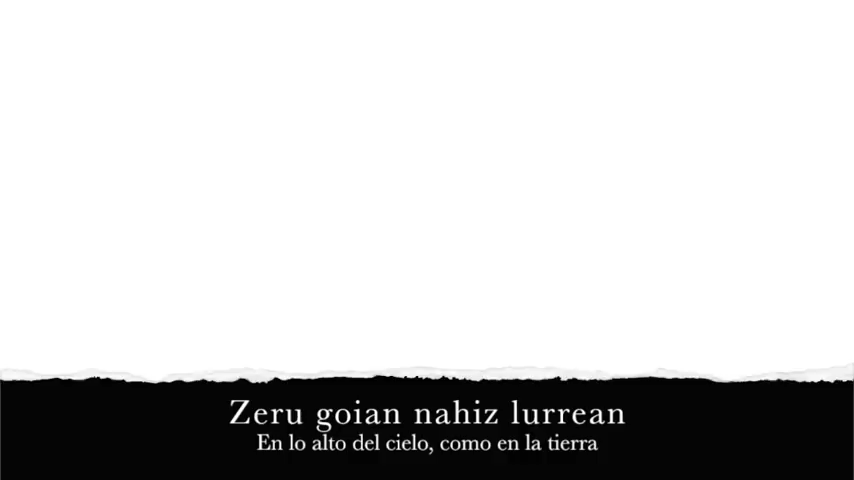 Zeru goian nahiz lurrean
En lo alto del cielo, como en la tierra